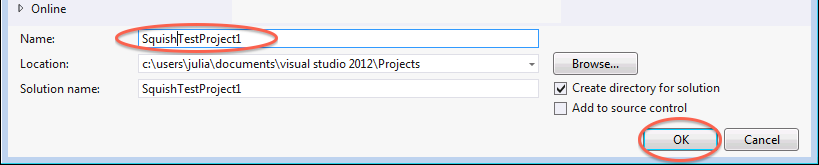 Online
Name: SquishTestProject1
Location: c:\users\julia\documents\visual studio 2012\Projects Browse...
Solution name: SquishTestProject1 Create directory for solution
Add to source control
OK Cancel